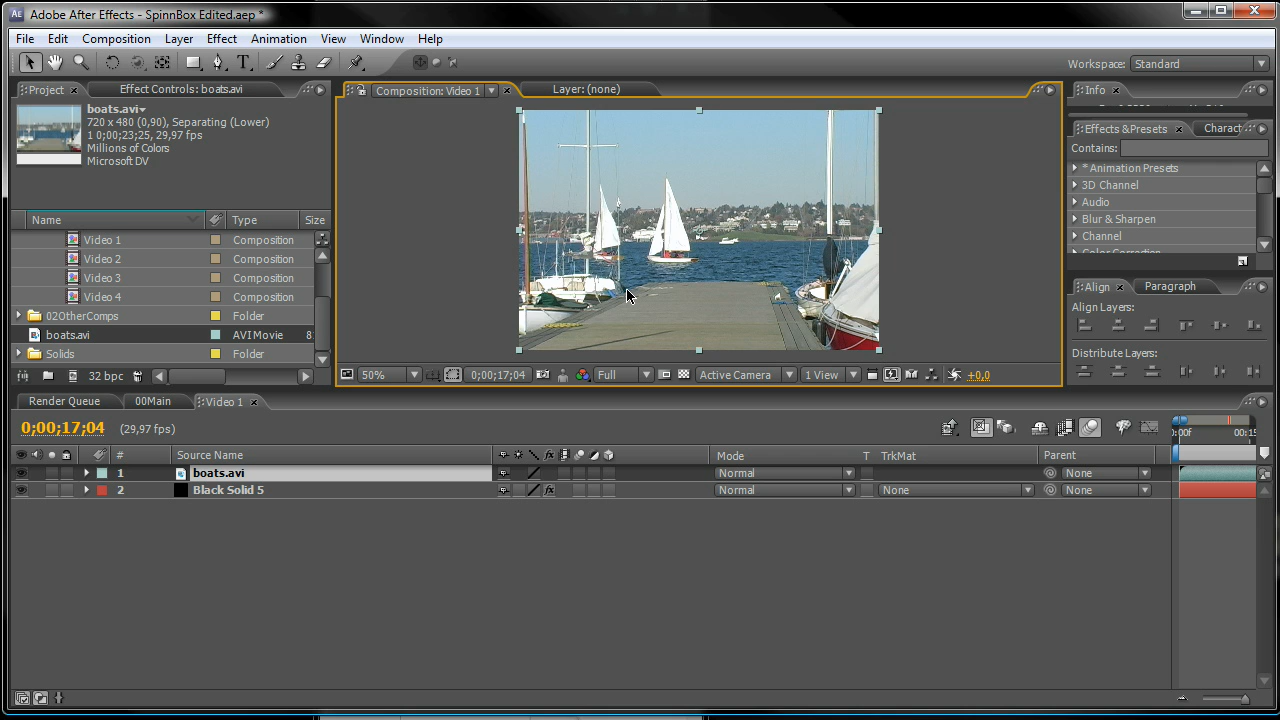 AE Adobe After Effects - SpinnBox Edited.aep *
File Edit Composition Layer Effect Animation View Window Help
Workspace: Standard
Project Effect Controls: boats.avi
boats.avi
720 x 480 (0,90), Separating (Lower)
1 0;00;23;25, 29,97 fps
Millions of Colors
Microsoft DV
Name Type Size
Video 1 Composition
Video 2 Composition
Video 3 Composition
Video 4 Composition
02OtherComps Folder
boats.avi AVI Movie 8
Solids Folder
32 bpc
Composition: Video 1 Layer: (none)
50% 0;00;17;04 Full Active Camera 1 View +0,0
Info
Effects & Presets Charact
Contains:
* Animation Presets
3D Channel
Audio
Blur & Sharpen
Channel
Align Paragraph
Align Layers:
Distribute Layers:
Render Queue 00Main Video 1
0;00;17;04 (29,97 fps)
:00f 00:15
# Source Name Mode T TrkMat Parent
1 boats.avi Normal None
2 Black Solid 5 Normal None None